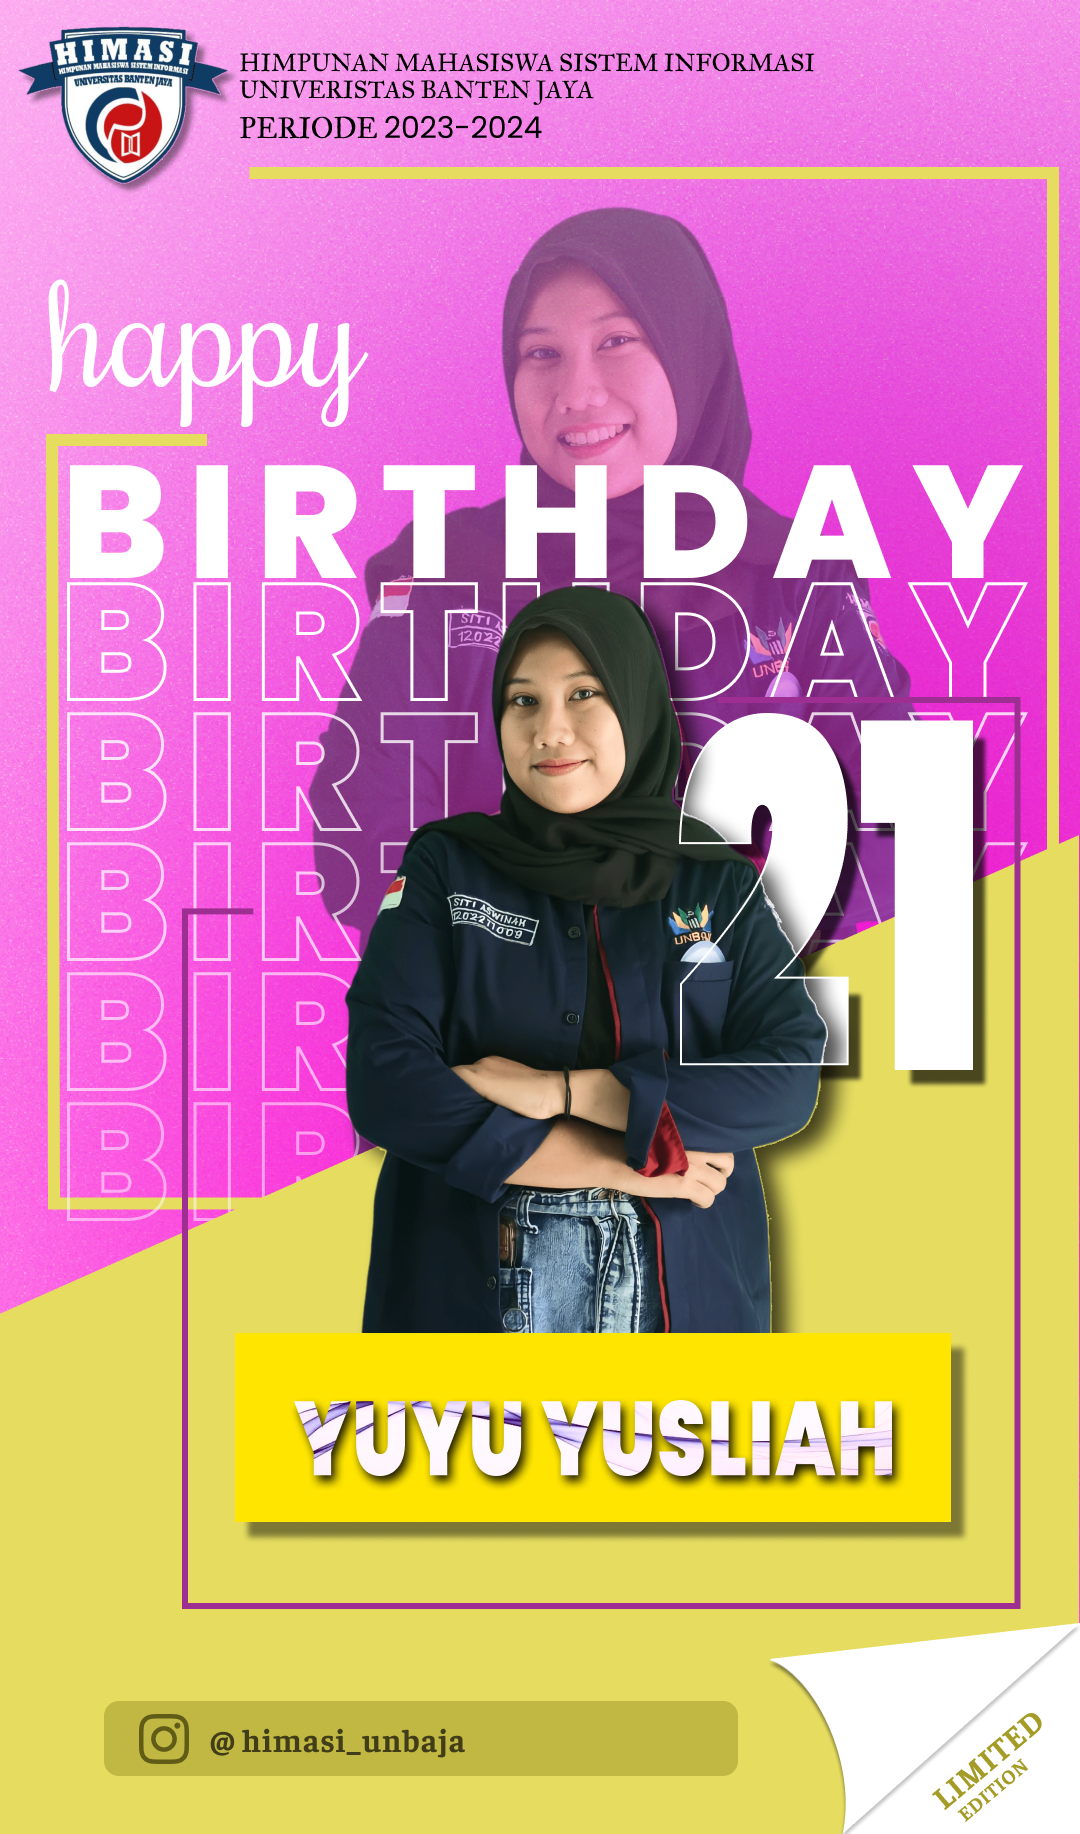 HIMASI
HIMPUNAN MAHASISWA SISTEM INFORMASI
UNIVERSITAS BANTEN JAYA
HIMPUNAN MAHASISWA SISTEM INFORMASI
UNIVERISTAS BANTEN JAYA
PERIODE 2023-2024
happy
BIRTHDAY
BIRTHDAY
BIRTHDAY
BIRTHDAY
BIR
BIR
21
SITI ASWINAH
1202211009
UNBAJA
YUYU YUSLIAH
@himasi_unbaja
LIMITED
EDITION